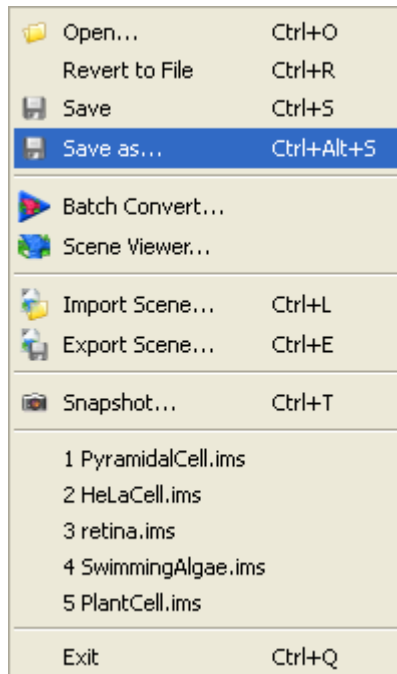 Open... Ctrl+O
Revert to File Ctrl+R
Save Ctrl+S
Save as... Ctrl+Alt+S
Batch Convert...
Scene Viewer...
Import Scene... Ctrl+L
Export Scene... Ctrl+E
Snapshot... Ctrl+T
1 PyramidalCell.ims
2 HeLaCell.ims
3 retina.ims
4 SwimmingAlgae.ims
5 PlantCell.ims
Exit Ctrl+Q